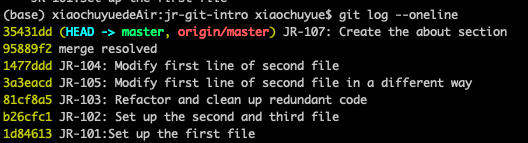 (base) xiaochuyuedeAir:jr-git-intro xiaochuyue$ git log --oneline
35431dd (HEAD -> master, origin/master) JR-107: Create the about section
95889f2 merge resolved
1477ddd JR-104: Modify first line of second file
3a3eacd JR-105: Modify first line of second file in a different way
81cf8a5 JR-103: Refactor and clean up redundant code
b26cfc1 JR-102: Set up the second and third file
1d84613 JR-101:Set up the first file